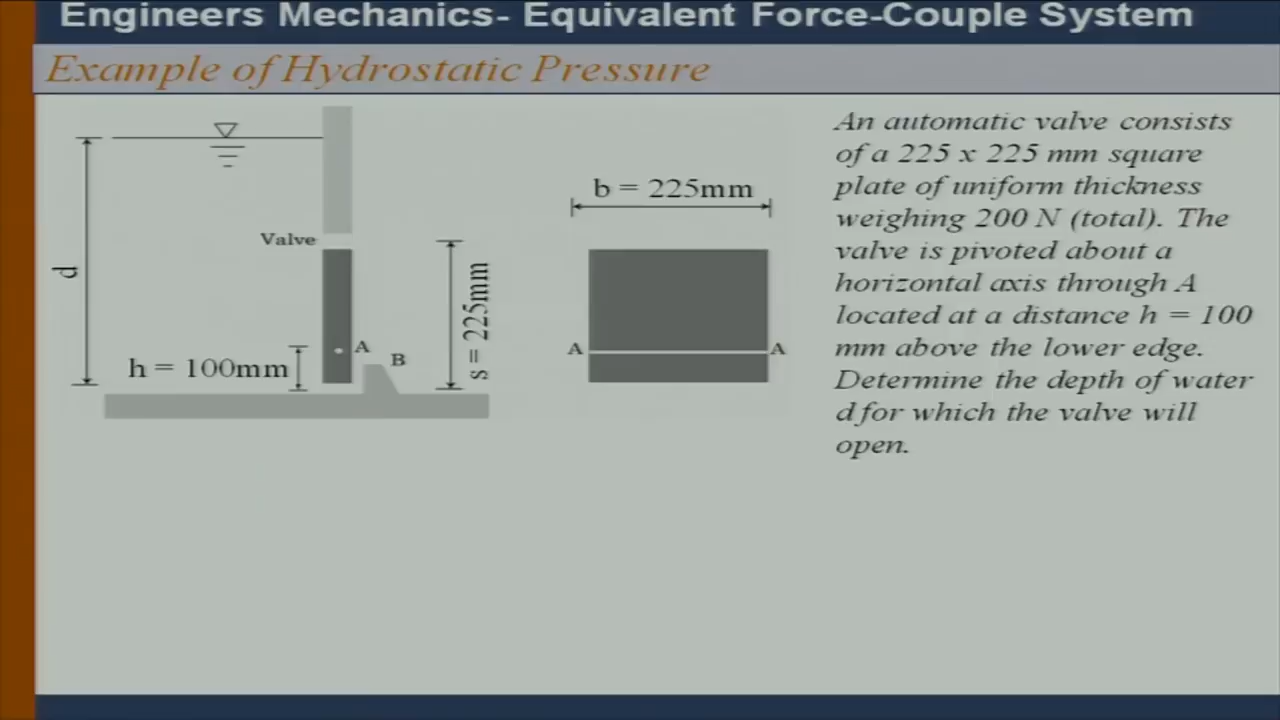 Engineers Mechanics- Equivalent Force-Couple System
Example of Hydrostatic Pressure
An automatic valve consists
of a 225 x 225 mm square
plate of uniform thickness
weighing 200 N (total). The
valve is pivoted about a
horizontal axis through A
located at a distance h = 100
mm above the lower edge.
Determine the depth of water
d for which the valve will
open.
d
Valve
h = 100mm
A
B
s = 225mm
b = 225mm
A
A